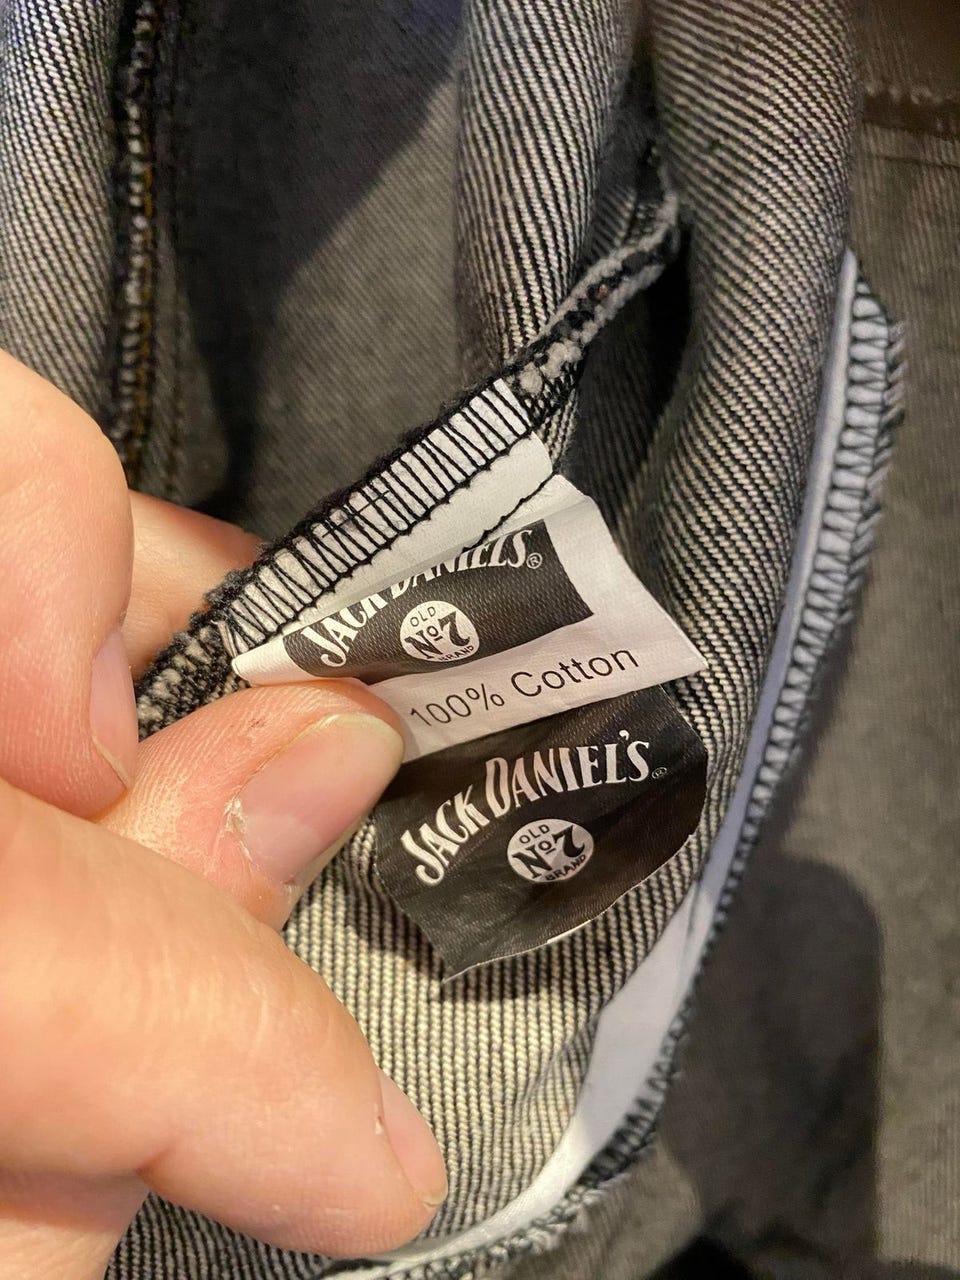 JACK DANIEL'S®
OLD
No7
BRAND
100% Cotton
JACK DANIEL'S®
OLD
No7
BRAND